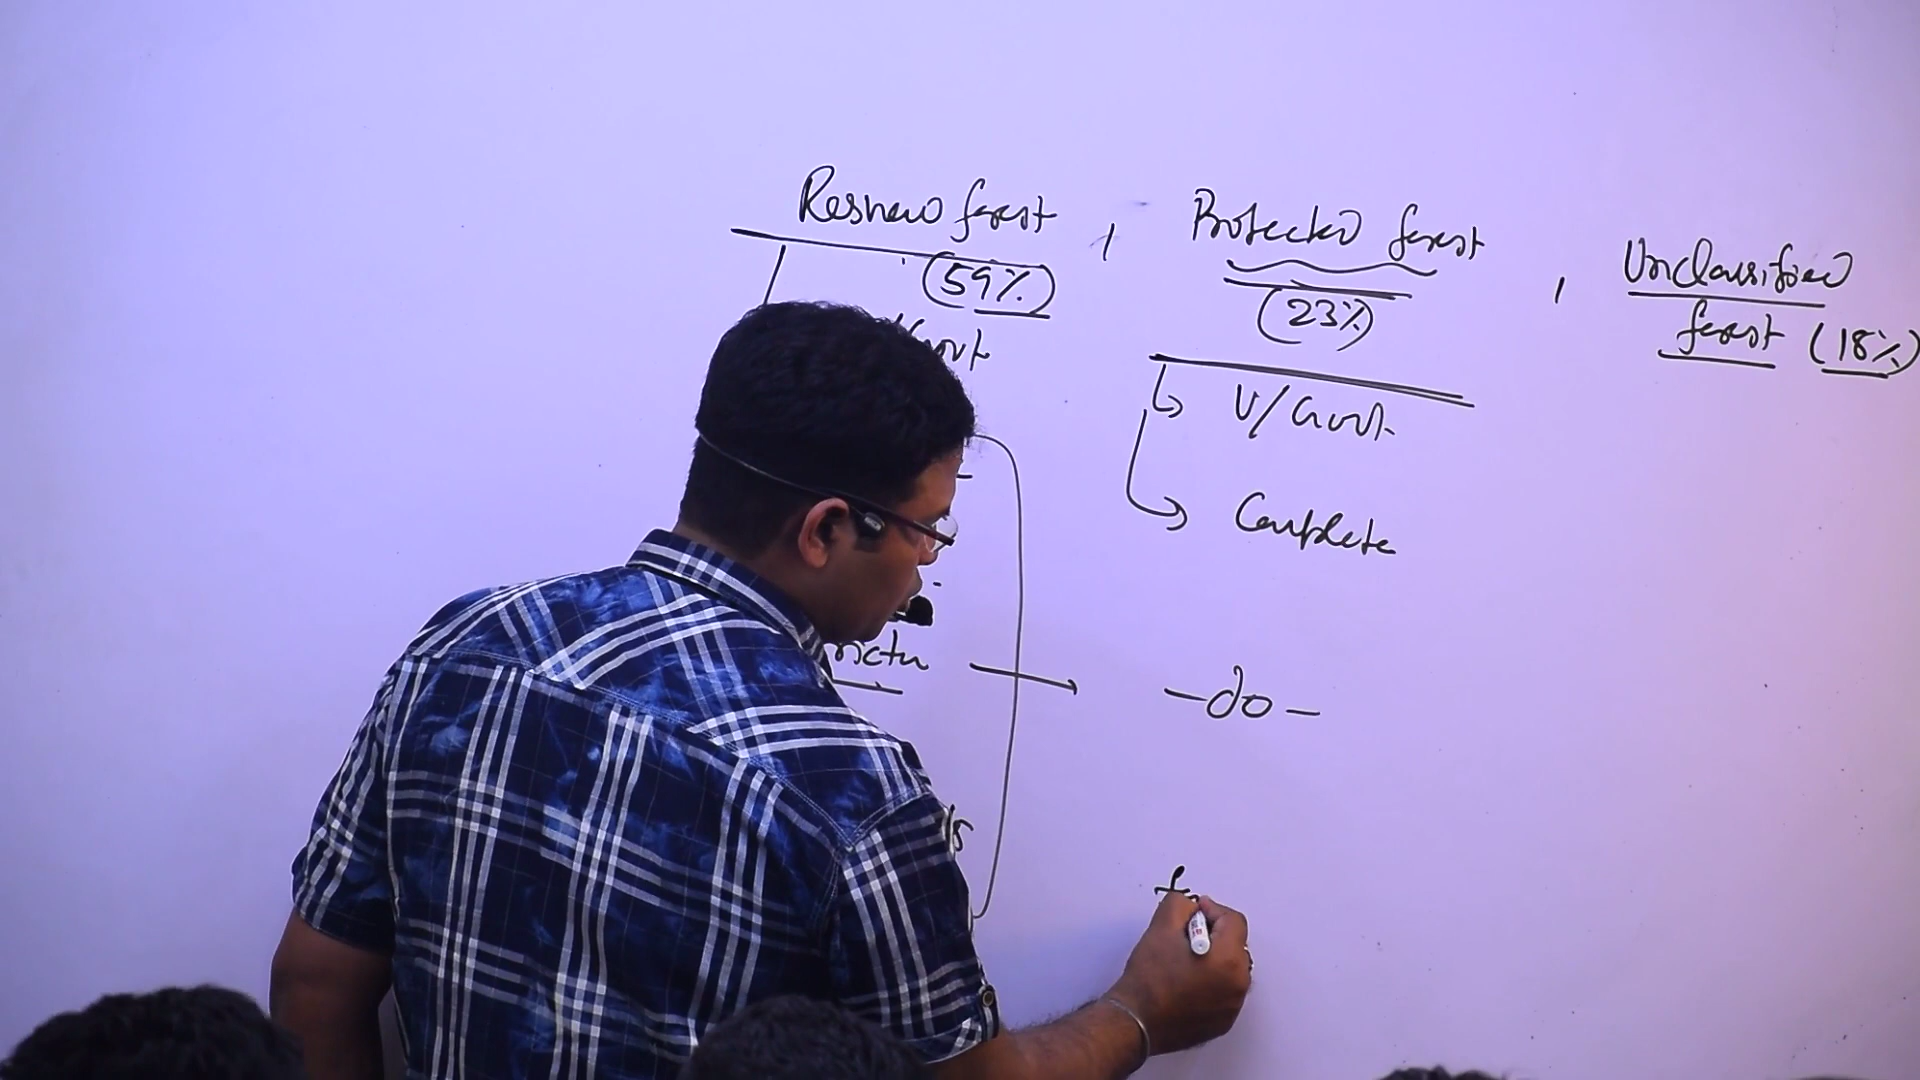 Reserved forest , Protected forest , Unclassified
(59%) (23%) forest (18%)
Govt
V/Govt
Complete
-do-